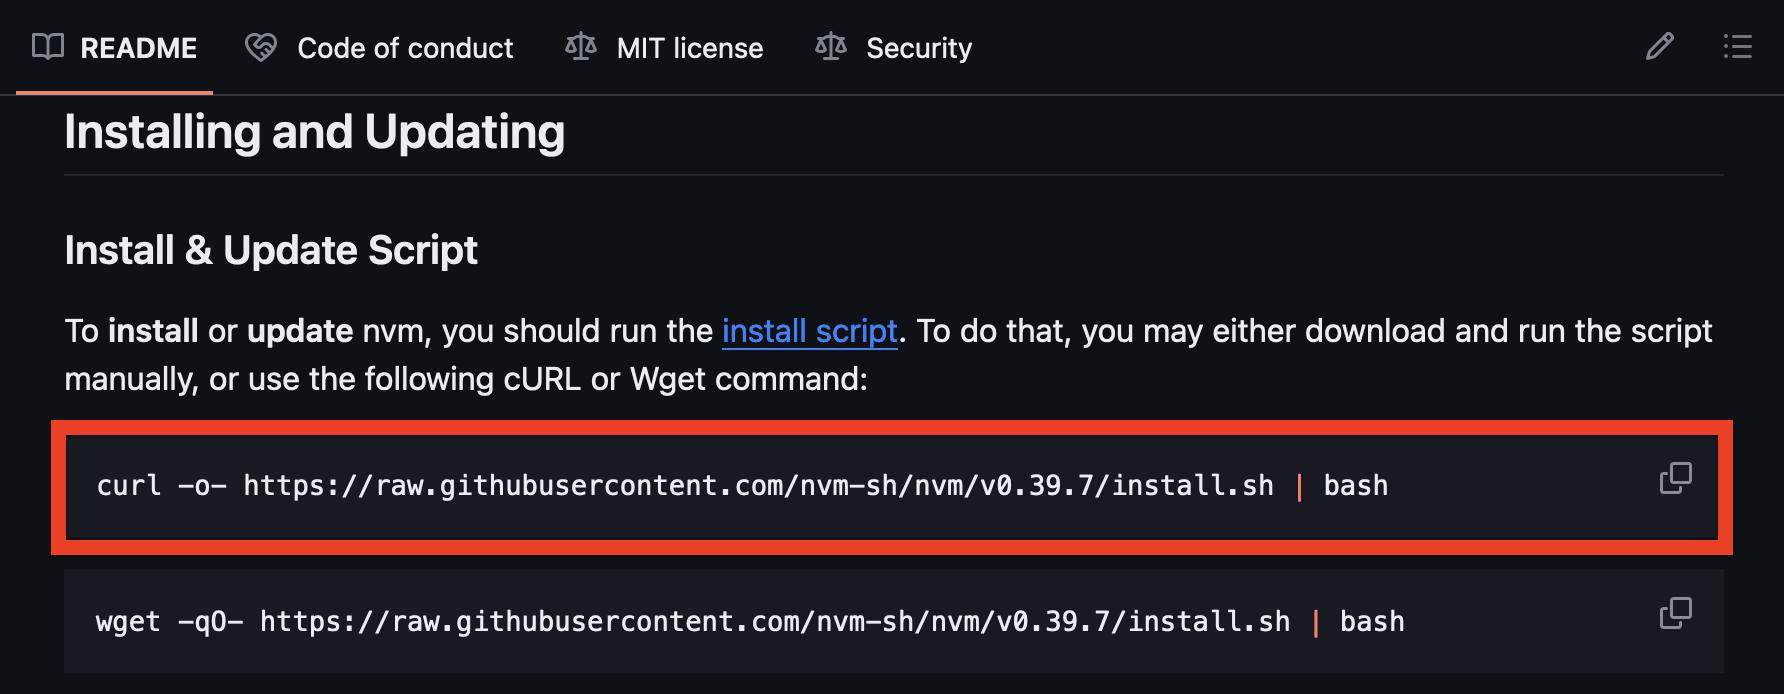 README
Code of conduct
MIT license
Security
Installing and Updating
Install & Update Script
To install or update nvm, you should run the install script. To do that, you may either download and run the script
manually, or use the following cURL or Wget command:
curl -o- https://raw.githubusercontent.com/nvm-sh/nvm/v0.39.7/install.sh | bash
wget -qO- https://raw.githubusercontent.com/nvm-sh/nvm/v0.39.7/install.sh | bash